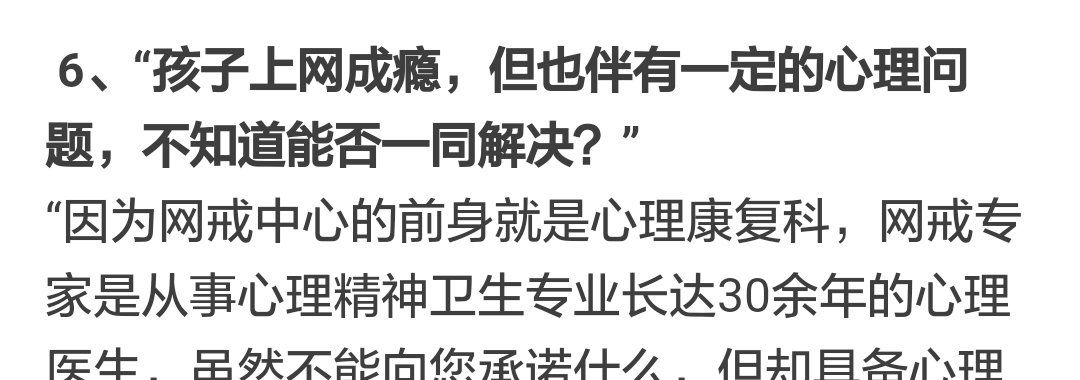 6、“孩子上网成瘾，但也伴有一定的心理问
题，不知道能否一同解决？”
“因为网戒中心的前身就是心理康复科，网戒专
家是从事心理精神卫生专业长达30余年的心理
医生，虽然不能向您承诺什么，但却具备心理